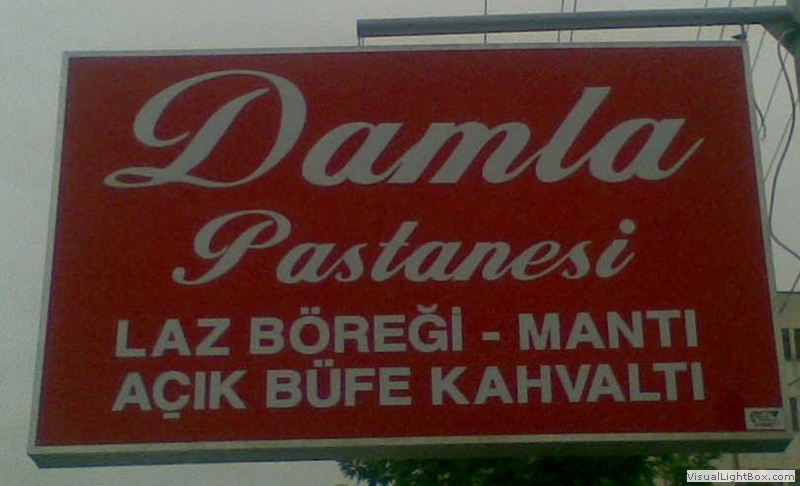 Damla
Pastanesi
LAZ BÖREĞİ - MANTI
AÇIK BÜFE KAHVALTI
VisualLightBox.com